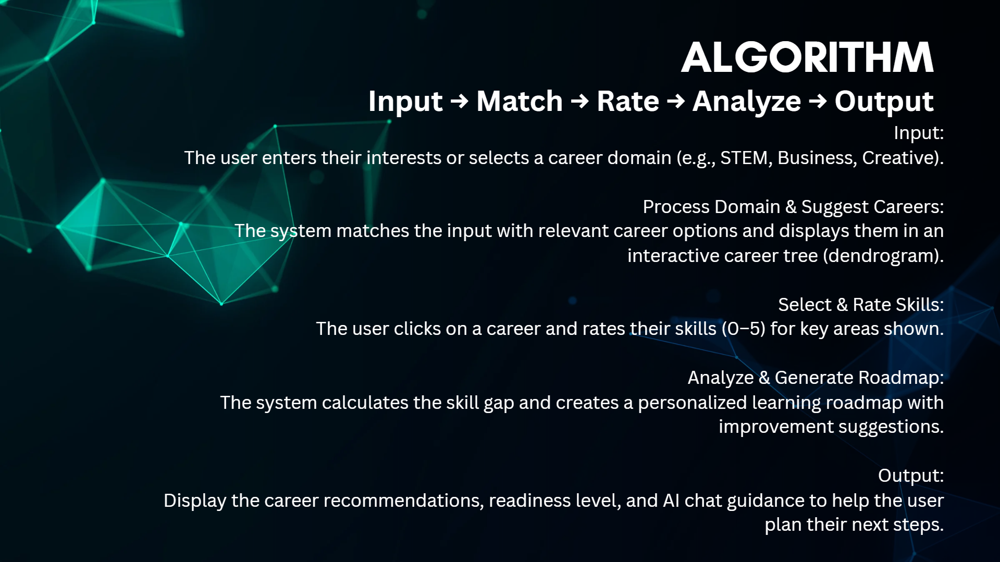 ALGORITHM
Input → Match → Rate → Analyze → Output
Input:
The user enters their interests or selects a career domain (e.g., STEM, Business, Creative).
Process Domain & Suggest Careers:
The system matches the input with relevant career options and displays them in an
interactive career tree (dendrogram).
Select & Rate Skills:
The user clicks on a career and rates their skills (0–5) for key areas shown.
Analyze & Generate Roadmap:
The system calculates the skill gap and creates a personalized learning roadmap with
improvement suggestions.
Output:
Display the career recommendations, readiness level, and AI chat guidance to help the user
plan their next steps.